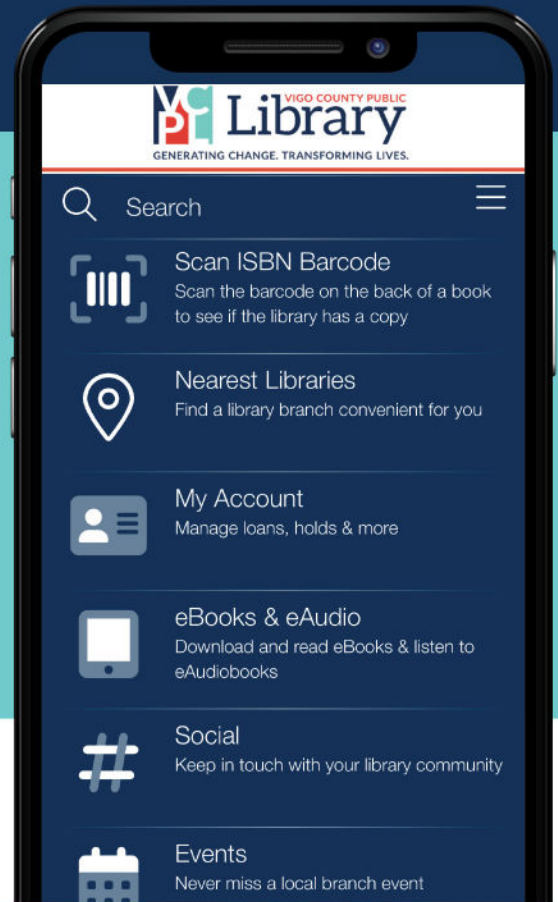 VCPL
VIGO COUNTY PUBLIC
Library
GENERATING CHANGE. TRANSFORMING LIVES.
Search
Scan ISBN Barcode
Scan the barcode on the back of a book
to see if the library has a copy
Nearest Libraries
Find a library branch convenient for you
My Account
Manage loans, holds & more
eBooks & eAudio
Download and read eBooks & listen to
eAudiobooks
Social
Keep in touch with your library community
Events
Never miss a local branch event